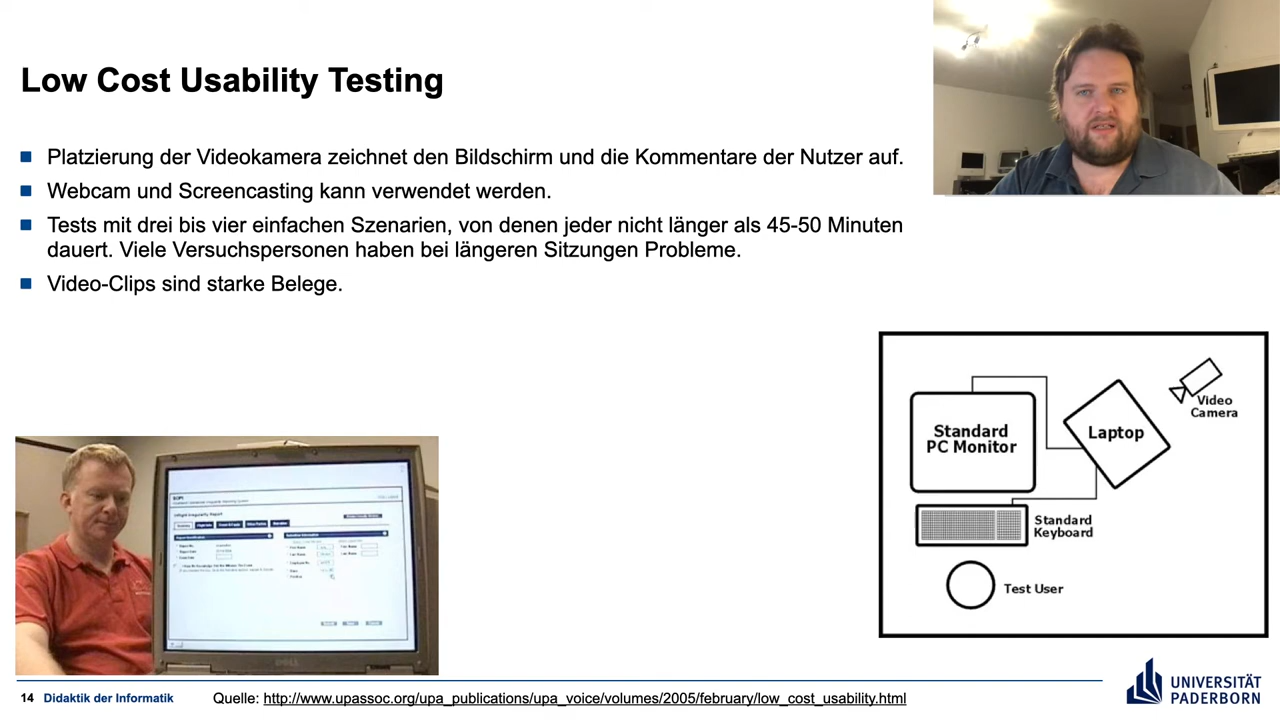 Low Cost Usability Testing
Platzierung der Videokamera zeichnet den Bildschirm und die Kommentare der Nutzer auf.
Webcam und Screencasting kann verwendet werden.
Tests mit drei bis vier einfachen Szenarien, von denen jeder nicht länger als 45-50 Minuten
dauert. Viele Versuchspersonen haben bei längeren Sitzungen Probleme.
Video-Clips sind starke Belege.
Video
Camera
Standard
PC Monitor
Laptop
Standard
Keyboard
Test User
DELL
14 Didaktik der Informatik
Quelle: http://www.upassoc.org/upa_publications/upa_voice/volumes/2005/february/low_cost_usability.html
UNIVERSITÄT
PADERBORN